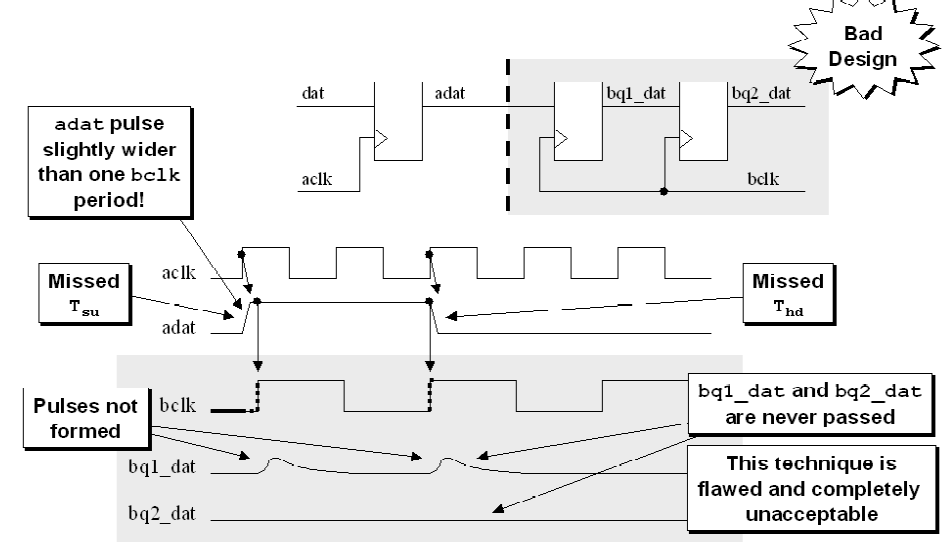 Bad
Design
dat
adat
bq1_dat
bq2_dat
aclk
bclk
adat pulse
slightly wider
than one bclk
period!
aclk
Missed
Tsu
adat
Missed
Thd
bclk
Pulses not
formed
bq1_dat and bq2_dat
are never passed
bq1_dat
This technique is
flawed and completely
unacceptable
bq2_dat